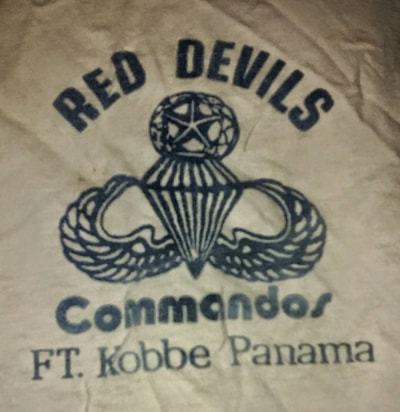 RED DEVILS
Commandos
FT. Kobbe Panama